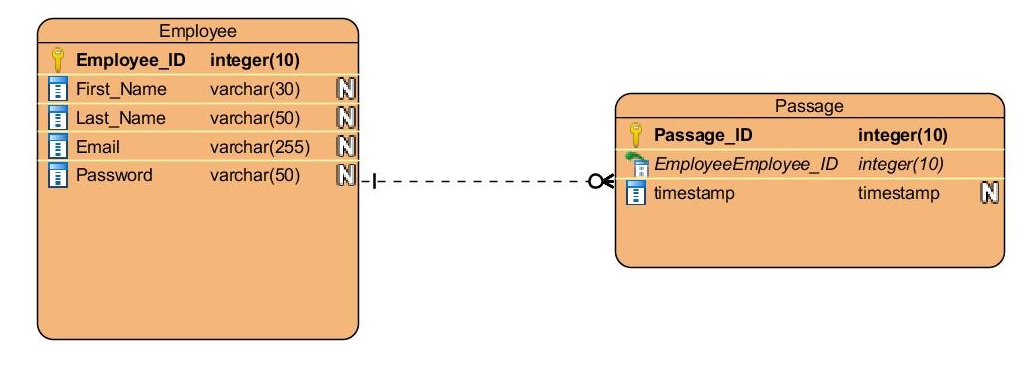 Employee
Employee_ID integer(10)
First_Name varchar(30) N
Last_Name varchar(50) N
Email varchar(255) N
Password varchar(50) N
Passage
Passage_ID integer(10)
EmployeeEmployee_ID integer(10)
timestamp timestamp N